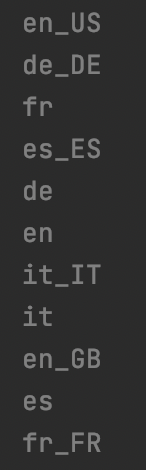 en_US
de_DE
fr
es_ES
de
en
it_IT
it
en_GB
es
fr_FR